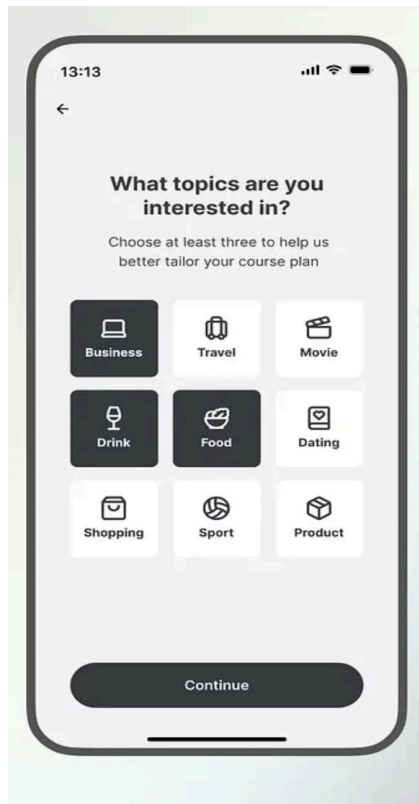 13:13
What topics are you
interested in?
Choose at least three to help us
better tailor your course plan
Business
Travel
Movie
Drink
Food
Dating
Shopping
Sport
Product
Continue